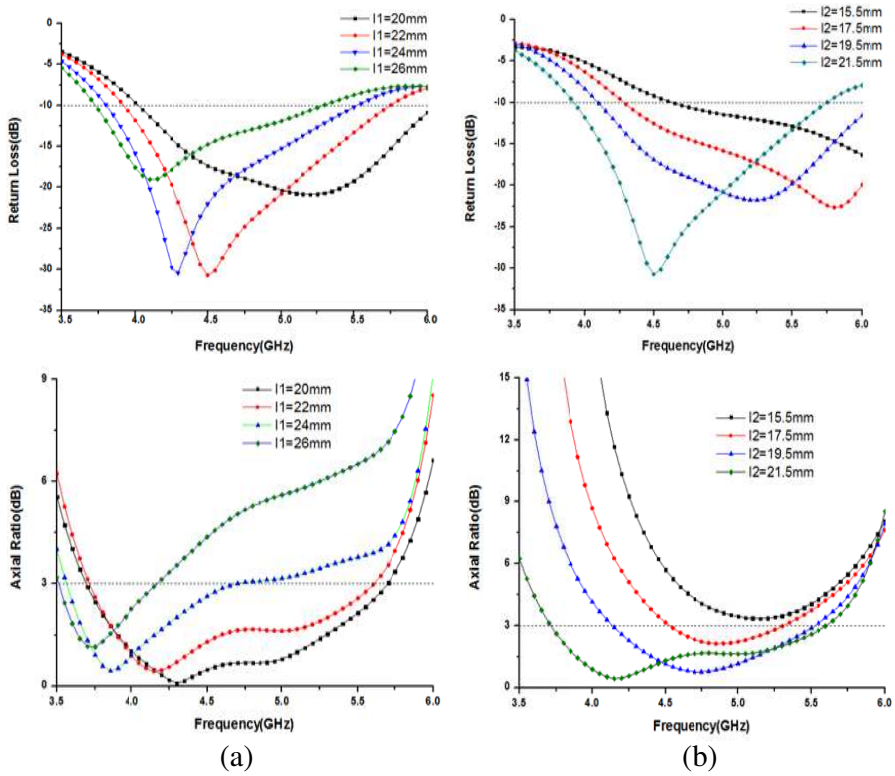 0
-5
-10
-15
-20
-25
-30
-35
Return Loss(dB)
l1=20mm
l1=22mm
l1=24mm
l1=26mm
3.5 4.0 4.5 5.0 5.5 6.0
Frequency(GHz)
0
-5
-10
-15
-20
-25
-30
-35
Return Loss(dB)
l2=15.5mm
l2=17.5mm
l2=19.5mm
l2=21.5mm
3.5 4.0 4.5 5.0 5.5 6.0
Frequency(GHz)
9
6
3
0
Axial Ratio(dB)
l1=20mm
l1=22mm
l1=24mm
l1=26mm
3.5 4.0 4.5 5.0 5.5 6.0
Frequency(GHz)
15
12
9
6
3
0
Axial Ratio(dB)
l2=15.5mm
l2=17.5mm
l2=19.5mm
l2=21.5mm
3.5 4.0 4.5 5.0 5.5 6.0
Frequency(GHz)
(a) (b)